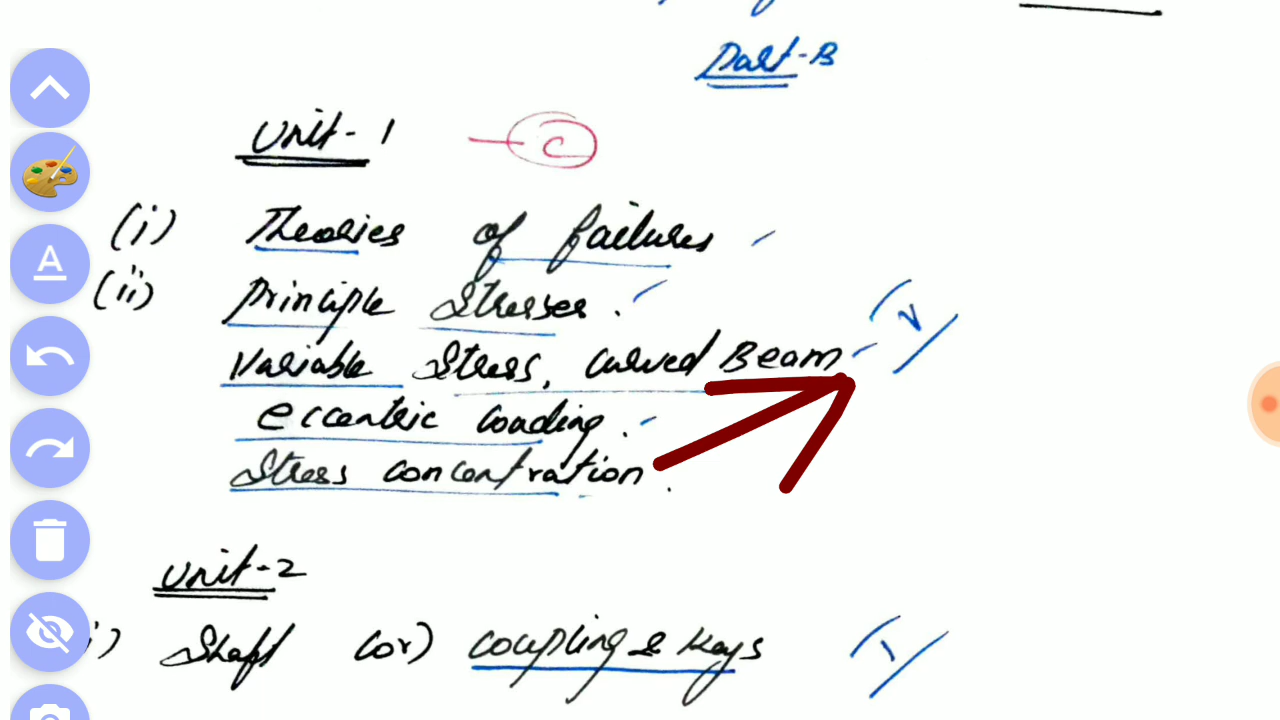 Part-B
Unit-1
C
(i) Theories of failures
(ii) Principle Stresses.
Variable Stress, curved Beam
eccentric loading.
Stress concentration.
Unit-2
i) Shaft (or) coupling & Keys